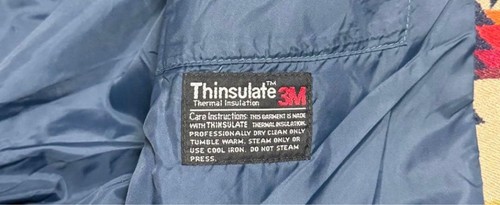 Thinsulate™ 3M
Thermal Insulation
Care Instructions: THIS GARMENT IS MADE
WITH THINSULATE THERMAL INSULATION.
PROFESSIONALLY DRY CLEAN ONLY
TUMBLE WARM. STEAM ONLY OR
USE COOL IRON. DO NOT STEAM
PRESS.